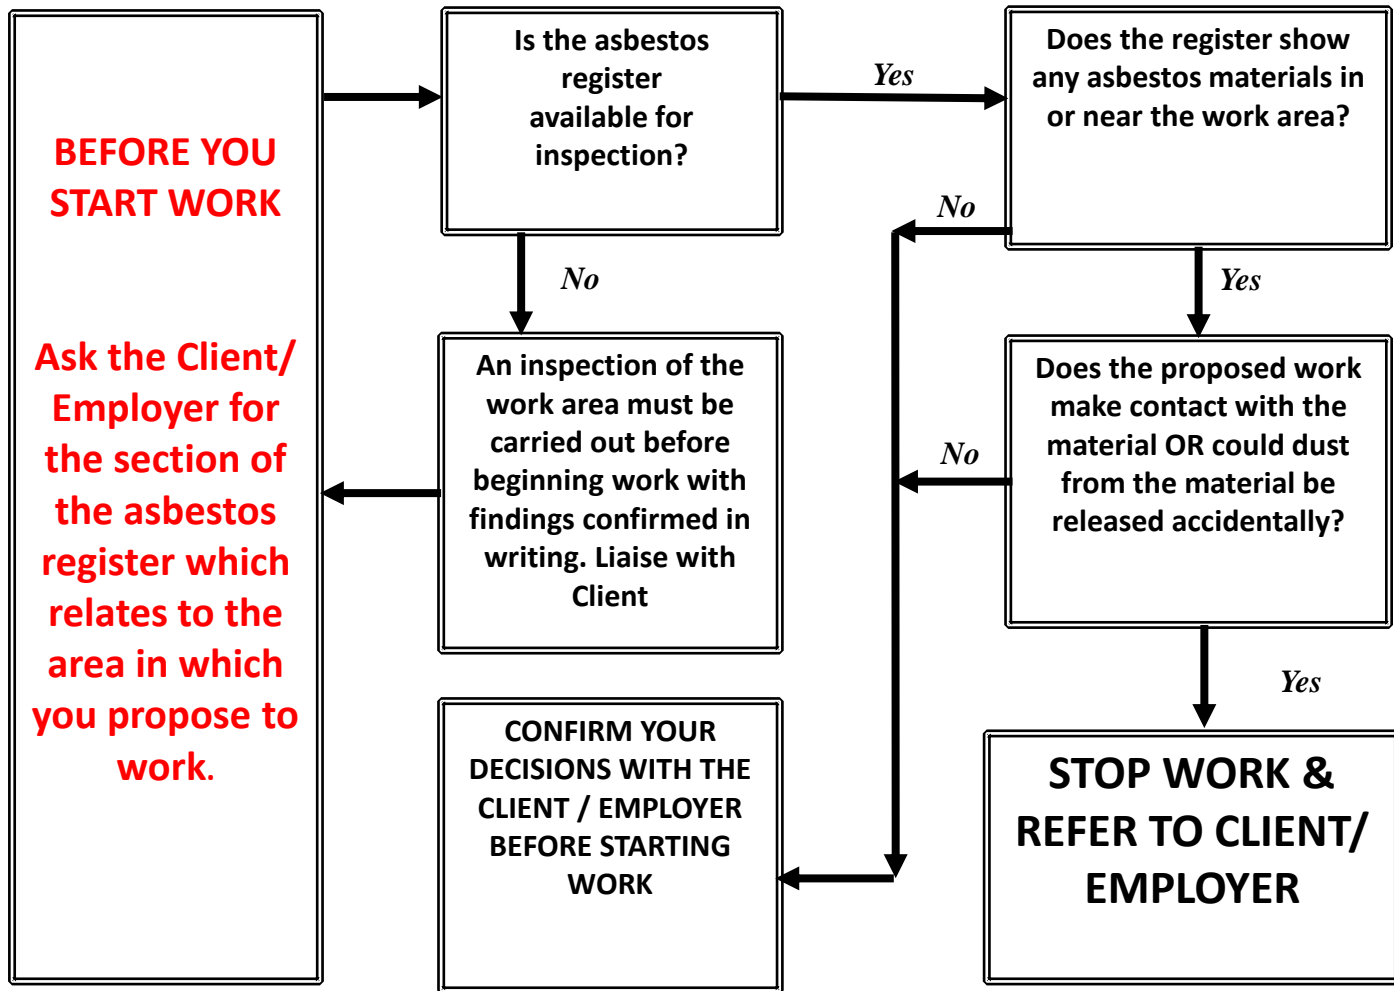 BEFORE YOU
START WORK
Ask the Client/
Employer for
the section of
the asbestos
register which
relates to the
area in which
you propose to
work.
Is the asbestos
register
available for
inspection?
Yes
Does the register show
any asbestos materials in
or near the work area?
No
No
Yes
An inspection of the
work area must be
carried out before
beginning work with
findings confirmed in
writing. Liaise with
Client
Does the proposed work
make contact with the
material OR could dust
from the material be
released accidentally?
No
Yes
CONFIRM YOUR
DECISIONS WITH THE
CLIENT / EMPLOYER
BEFORE STARTING
WORK
STOP WORK &
REFER TO CLIENT/
EMPLOYER